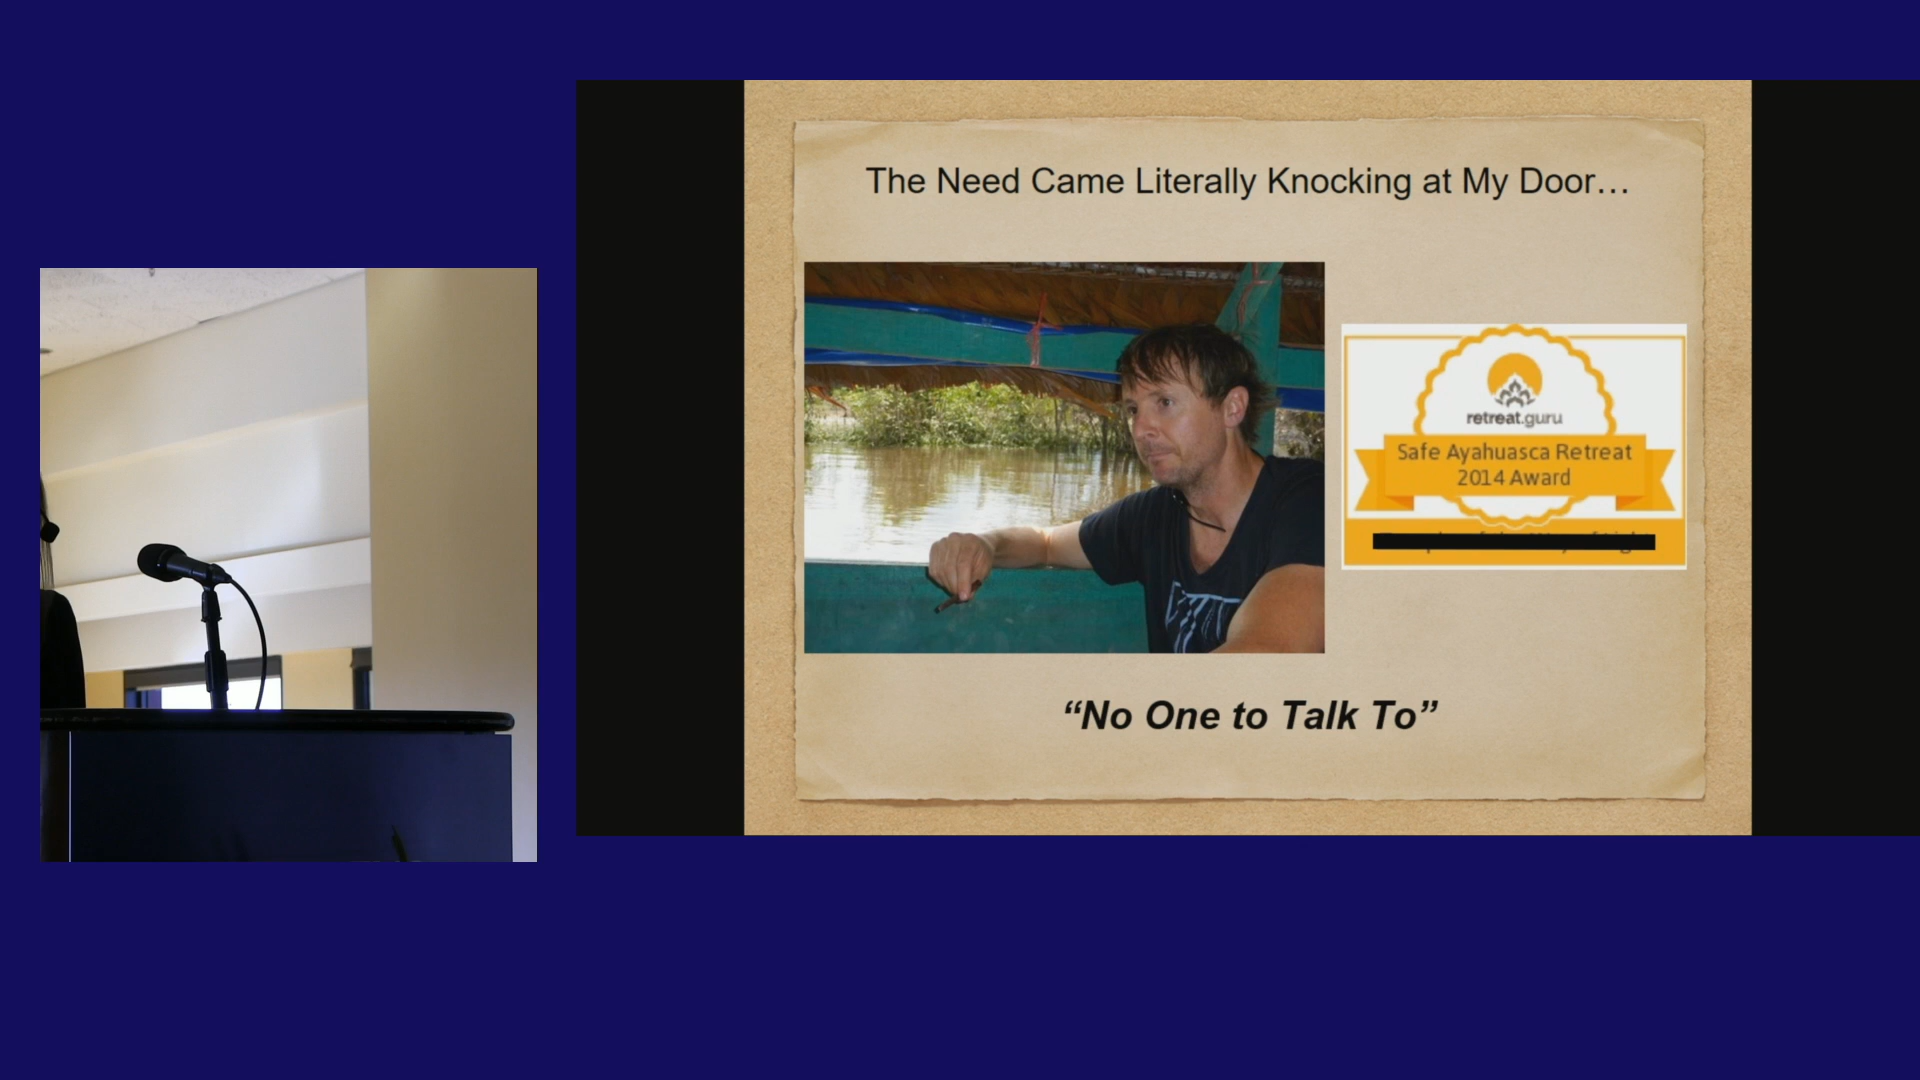 The Need Came Literally Knocking at My Door…
retreat.guru
Safe Ayahuasca Retreat
2014 Award
“No One to Talk To”